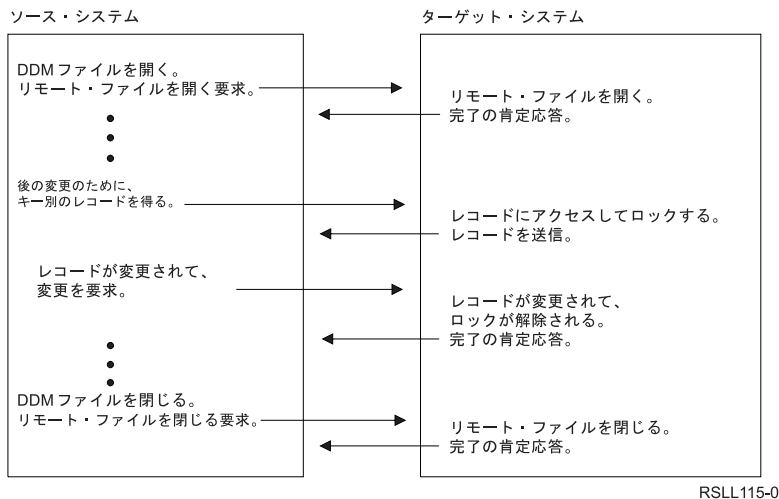 ソース・システム
ターゲット・システム
DDM ファイルを開く。
リモート・ファイルを開く要求。
リモート・ファイルを開く。
完了の肯定応答。
後の変更のために、
キー別のレコードを得る。
レコードにアクセスしてロックする。
レコードを送信。
レコードが変更されて、
変更を要求。
レコードが変更されて、
ロックが解除される。
完了の肯定応答。
DDM ファイルを閉じる。
リモート・ファイルを閉じる要求。
リモート・ファイルを閉じる。
完了の肯定応答。
RSLL115-0